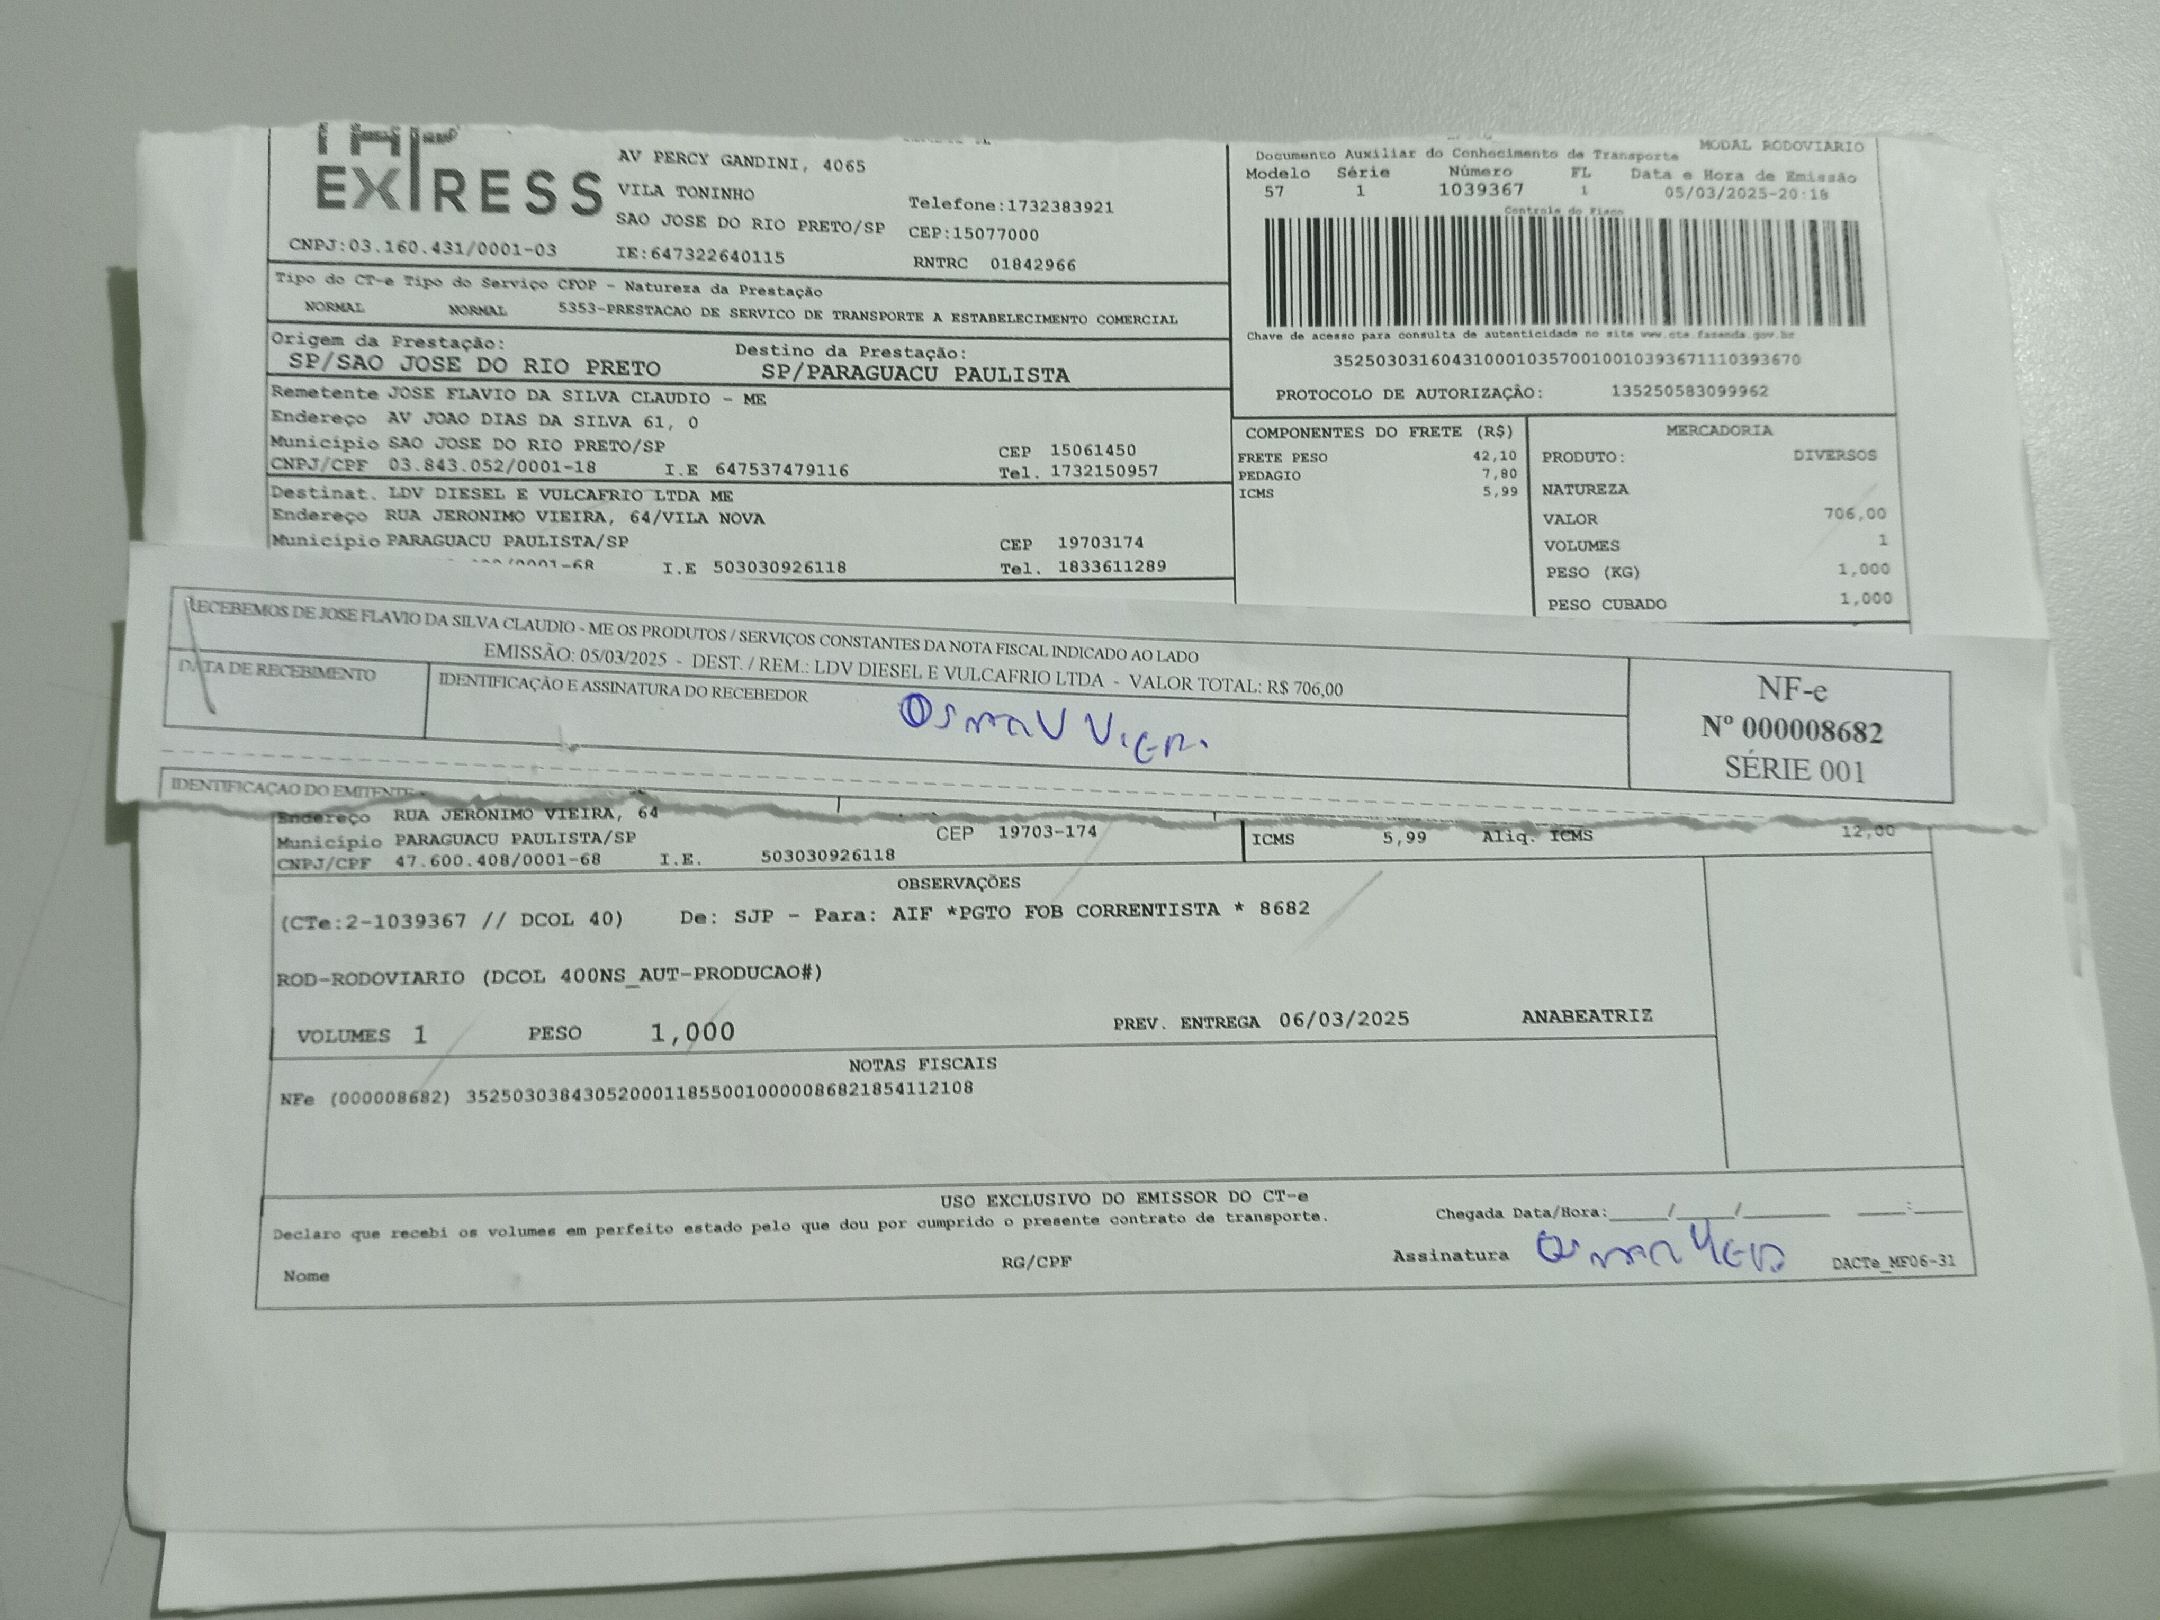 EXPRESS
AV PERCY GANDINI, 4065
VILA TONINHO
SAO JOSE DO RIO PRETO/SP
Telefone:1732383921
CEP:15077000
CNPJ:03.160.431/0001-03
IE:647322640115
RNTRC 01842966
MODAL RODOVIARIO
Documento Auxiliar do Conhecimento de Transporte
Modelo Série Número FL Data e Hora de Emissão
57 1 1039367 1 05/03/2025-20:18
Controle do Fisco
Chave de acesso para consulta de autenticidade no site www.cte.fazenda.gov.br
35250303160431000103570010010393671110393670
PROTOCOLO DE AUTORIZAÇÃO: 135250583099962
Tipo do CT-e Tipo do Serviço CFOP - Natureza da Prestação
NORMAL NORMAL 5353-PRESTACAO DE SERVICO DE TRANSPORTE A ESTABELECIMENTO COMERCIAL
Origem da Prestação: Destino da Prestação:
SP/SAO JOSE DO RIO PRETO SP/PARAGUACU PAULISTA
Remetente JOSE FLAVIO DA SILVA CLAUDIO - ME
Endereço AV JOAO DIAS DA SILVA 61, 0
Município SAO JOSE DO RIO PRETO/SP CEP 15061450
CNPJ/CPF 03.843.052/0001-18 I.E 647537479116 Tel. 1732150957
Destinat. LDV DIESEL E VULCAFRIO LTDA ME
Endereço RUA JERONIMO VIEIRA, 64/VILA NOVA
Município PARAGUACU PAULISTA/SP CEP 19703174
/0001-68 I.E 503030926118 Tel. 1833611289
COMPONENTES DO FRETE (R$)
FRETE PESO 42,10
PEDAGIO 7,80
ICMS 5,99
MERCADORIA
PRODUTO: DIVERSOS
NATUREZA
VALOR 706,00
VOLUMES 1
PESO (KG) 1,000
PESO CUBADO 1,000
RECEBEMOS DE JOSE FLAVIO DA SILVA CLAUDIO - ME OS PRODUTOS / SERVIÇOS CONSTANTES DA NOTA FISCAL INDICADO AO LADO
EMISSÃO: 05/03/2025 - DEST. / REM.: LDV DIESEL E VULCAFRIO LTDA - VALOR TOTAL: R$ 706,00
DATA DE RECEBIMENTO
IDENTIFICAÇÃO E ASSINATURA DO RECEBEDOR
NF-e
Nº 000008682
SÉRIE 001
IDENTIFICAÇÃO DO EMITENTE
Endereço RUA JERONIMO VIEIRA, 64
Município PARAGUACU PAULISTA/SP CEP 19703-174
CNPJ/CPF 47.600.408/0001-68 I.E. 503030926118
ICMS 5,99 Aliq. ICMS 12,00
OBSERVAÇÕES
(CTe:2-1039367 // DCOL 40) De: SJP - Para: AIF *PGTO FOB CORRENTISTA * 8682
ROD-RODOVIARIO (DCOL 400NS_AUT-PRODUCAO#)
VOLUMES 1 PESO 1,000 PREV. ENTREGA 06/03/2025 ANABEATRIZ
NOTAS FISCAIS
NFe (000008682) 35250303843052000118550010000086821854112108
USO EXCLUSIVO DO EMISSOR DO CT-e
Declaro que recebi os volumes em perfeito estado pelo que dou por cumprido o presente contrato de transporte.
Chegada Data/Hora:____/____/______ ____:____
Nome RG/CPF Assinatura DACTe_MF06-31